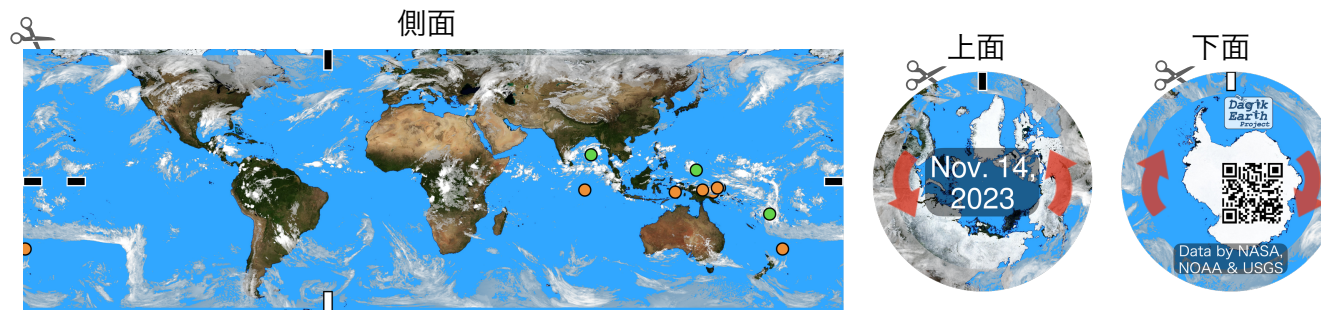 側面
上面
下面
Nov. 14,
2023
Dagik
Earth
Project
Data by NASA,
NOAA & USGS